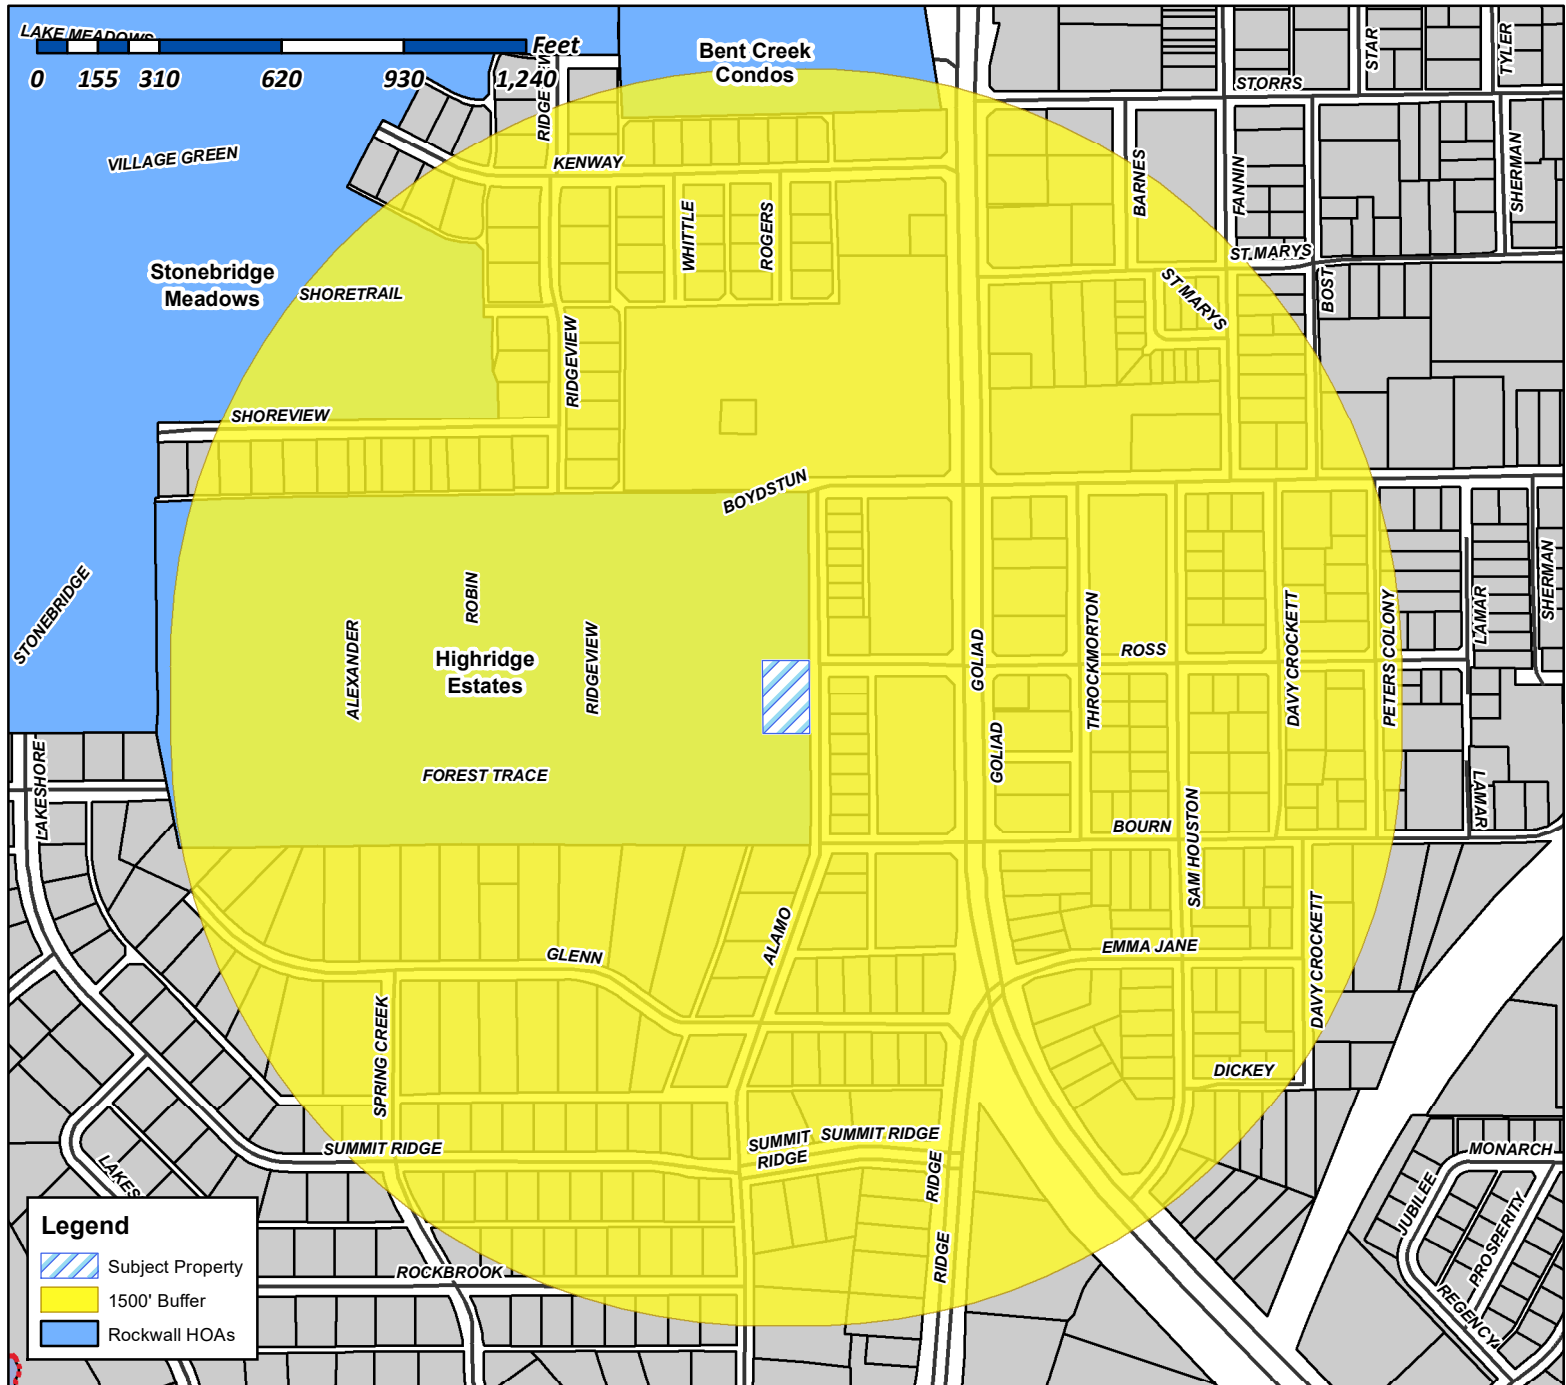 LAKE MEADOWS
Feet
0 155 310 620 930 1,240
RIDGEVIEW
Bent Creek
Condos
STORRS
STAR
TYLER
VILLAGE GREEN
KENWAY
BARNES
FANNIN
SHERMAN
WHITTLE
ROGERS
ST MARYS
Stonebridge
Meadows
SHORETRAIL
ST MARYS
BOST
RIDGEVIEW
SHOREVIEW
BOYDSTUN
STONEBRIDGE
ROBIN
ALEXANDER
RIDGEVIEW
Highridge
Estates
GOLIAD
THROCKMORTON
ROSS
DAVY CROCKETT
PETERS COLONY
LAMAR
SHERMAN
GOLIAD
FOREST TRACE
LAKESHORE
SAM HOUSTON
BOURN
LAMAR
ALAMO
GLENN
EMMA JANE
DAVY CROCKETT
SPRING CREEK
DICKEY
SUMMIT RIDGE
SUMMIT
RIDGE
SUMMIT RIDGE
RIDGE
MONARCH
JUBILEE
PROSPERITY
REGENCY
LAKES
RIDGE
ROCKBROOK
Legend
Subject Property
1500' Buffer
Rockwall HOAs